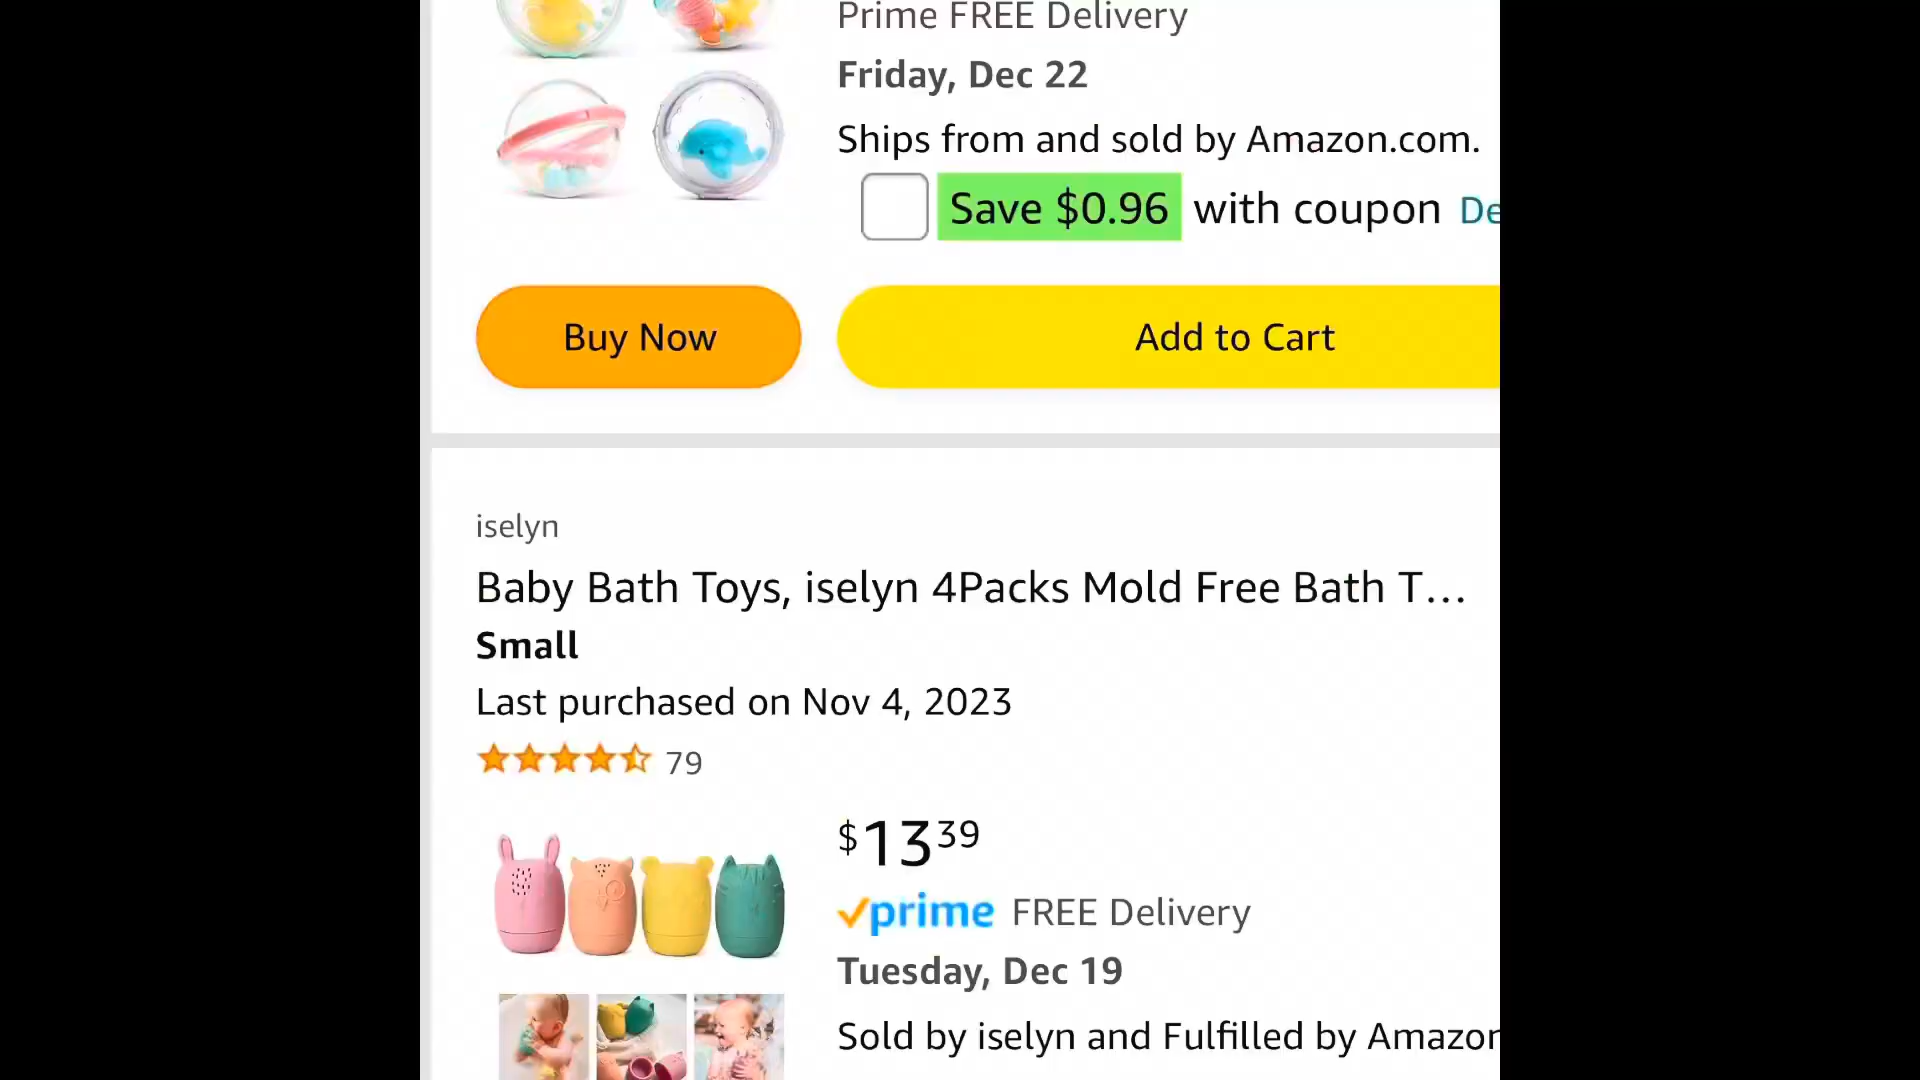 Prime FREE Delivery
Friday, Dec 22
Ships from and sold by Amazon.com.
Save $0.96 with coupon De
Buy Now
Add to Cart
iselyn
Baby Bath Toys, iselyn 4Packs Mold Free Bath T...
Small
Last purchased on Nov 4, 2023
79
$13 39
prime FREE Delivery
Tuesday, Dec 19
Sold by iselyn and Fulfilled by Amazon